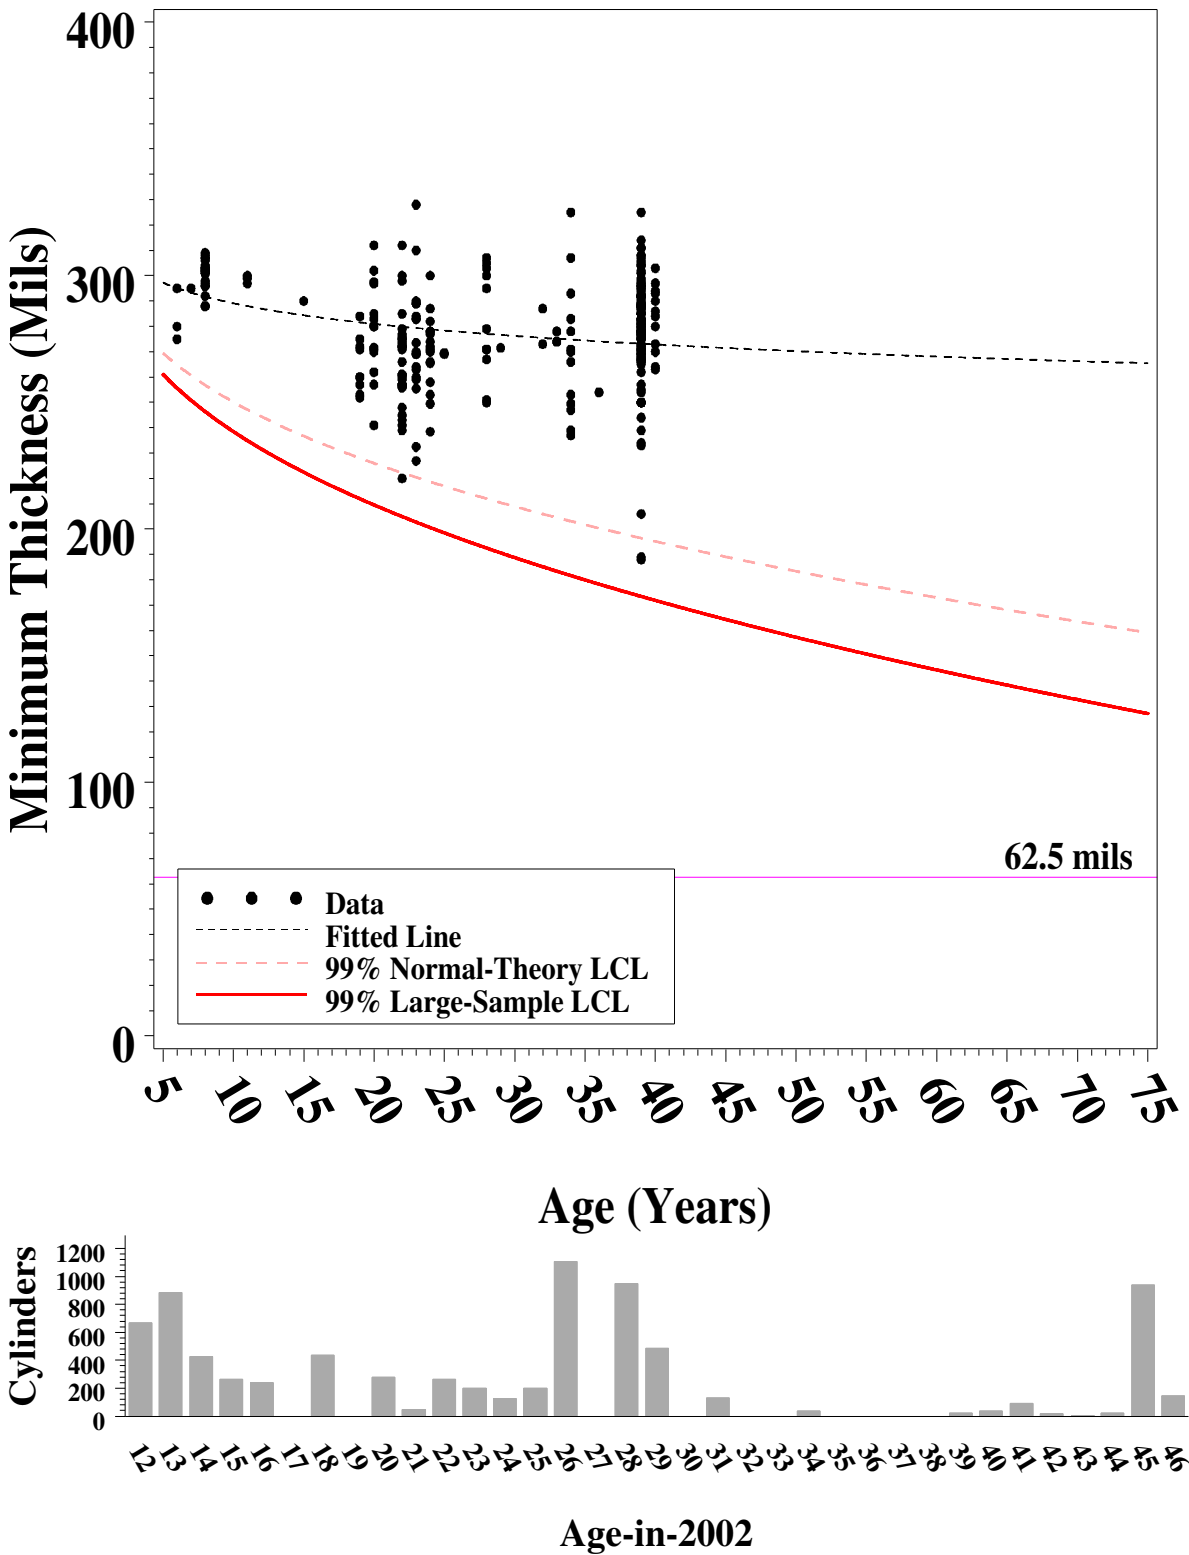 400
300
200
100
0
Minimum Thickness (Mils)
62.5 mils
Data
Fitted Line
99% Normal-Theory LCL
99% Large-Sample LCL
5 10 15 20 25 30 35 40 45 50 55 60 65 70 75
Age (Years)
1200
1000
800
600
400
200
0
Cylinders
12 13 14 15 16 17 18 19 20 21 22 23 24 25 26 27 28 29 30 31 32 33 34 35 36 37 38 39 40 41 42 43 44 45 46
Age-in-2002